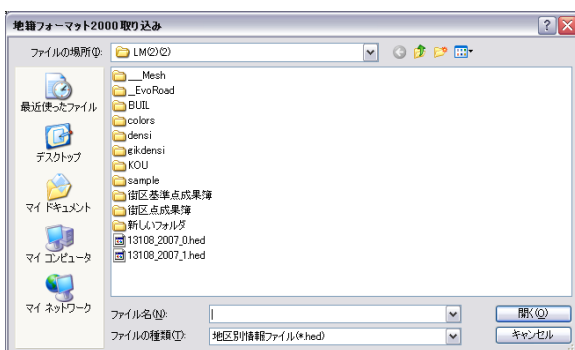 地籍フォーマット2000取り込み
ファイルの場所(I):
LM(2)(2)
___Mesh
_EvoRoad
BUIL
colors
densi
gikdensi
KOU
sample
街区基準点成果簿
街区点成果簿
新しいフォルダ
13108_2007_0.hed
13108_2007_1.hed
最近使ったファイル
デスクトップ
マイ ドキュメント
マイ コンピュータ
マイ ネットワーク
ファイル名(N):
開く(O)
ファイルの種類(T):
地区別情報ファイル(*.hed)
キャンセル